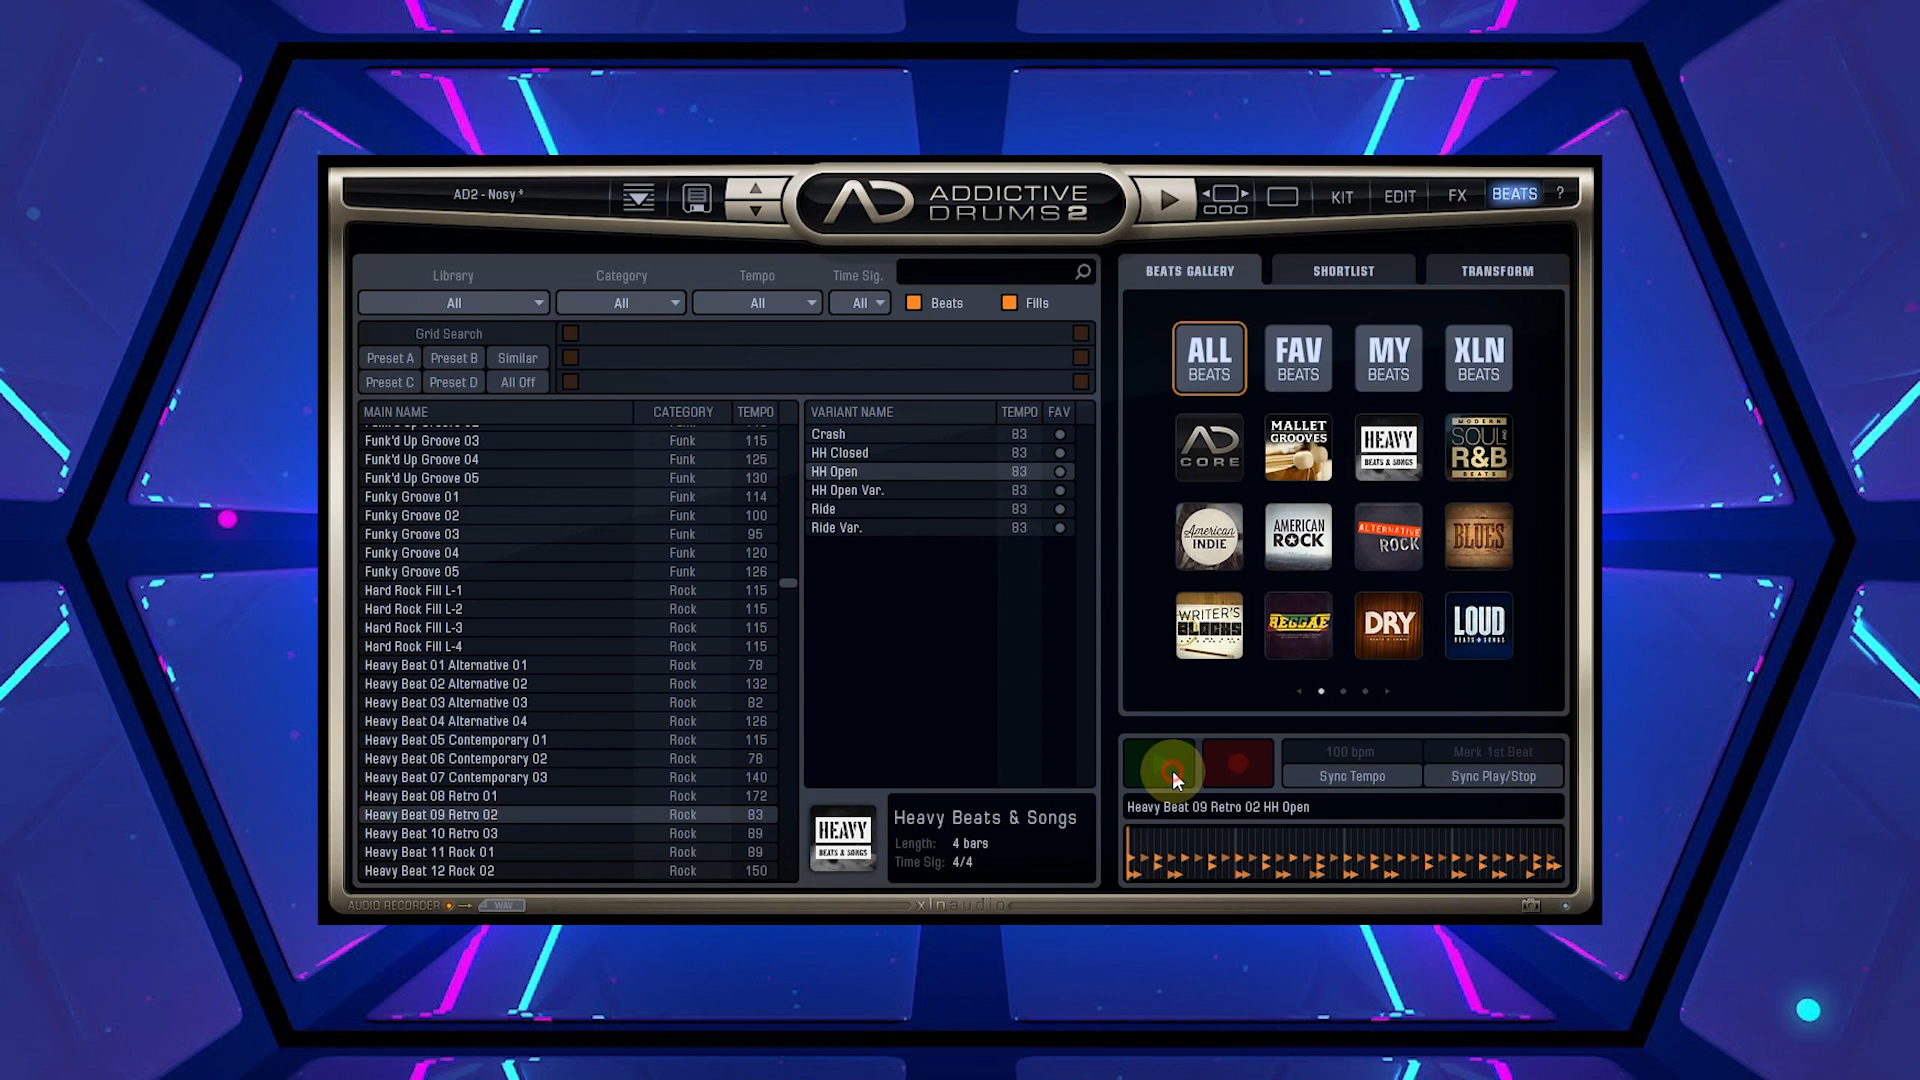 AD2 - Nosy *
ADDICTIVE
DRUMS 2
KIT
EDIT
FX
BEATS
?
Library
Category
Tempo
Time Sig.
All
All
All
All
Beats
Fills
Grid Search
Preset A
Preset B
Similar
Preset C
Preset D
All Off
MAIN NAME CATEGORY TEMPO
Funk'd Up Groove 03 Funk 115
Funk'd Up Groove 04 Funk 125
Funk'd Up Groove 05 Funk 130
Funky Groove 01 Funk 114
Funky Groove 02 Funk 100
Funky Groove 03 Funk 95
Funky Groove 04 Funk 120
Funky Groove 05 Funk 126
Hard Rock Fill L-1 Rock 115
Hard Rock Fill L-2 Rock 115
Hard Rock Fill L-3 Rock 115
Hard Rock Fill L-4 Rock 115
Heavy Beat 01 Alternative 01 Rock 78
Heavy Beat 02 Alternative 02 Rock 132
Heavy Beat 03 Alternative 03 Rock 82
Heavy Beat 04 Alternative 04 Rock 126
Heavy Beat 05 Contemporary 01 Rock 115
Heavy Beat 06 Contemporary 02 Rock 78
Heavy Beat 07 Contemporary 03 Rock 140
Heavy Beat 08 Retro 01 Rock 172
Heavy Beat 09 Retro 02 Rock 83
Heavy Beat 10 Retro 03 Rock 89
Heavy Beat 11 Rock 01 Rock 89
Heavy Beat 12 Rock 02 Rock 150
VARIANT NAME TEMPO FAV
Crash 83
HH Closed 83
HH Open 83
HH Open Var. 83
Ride 83
Ride Var. 83
HEAVY
BEATS & SONGS
Heavy Beats & Songs
Length: 4 bars
Time Sig: 4/4
BEATS GALLERY
SHORTLIST
TRANSFORM
ALL
BEATS
FAV
BEATS
MY
BEATS
XLN
BEATS
AD
CORE
MALLET
GROOVES
HEAVY
BEATS & SONGS
MODERN
SOUL AND
R&B
BEATS
American
INDIE
AMERICAN
ROCK
ALTERNATIVE
ROCK
BLUES
WRITER'S
BLOCKS
REGGAE
DRY
BEATS & SONGS
LOUD
BEATS + SONGS
100 bpm
Mark 1st Beat
Sync Tempo
Sync Play/Stop
Heavy Beat 09 Retro 02 HH Open
AUDIO RECORDER
WAV
xlnaudio